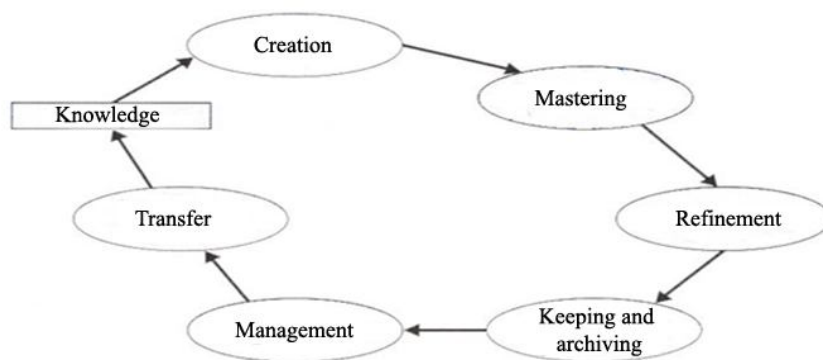 Creation
Mastering
Knowledge
Transfer
Refinement
Management
Keeping and
archiving